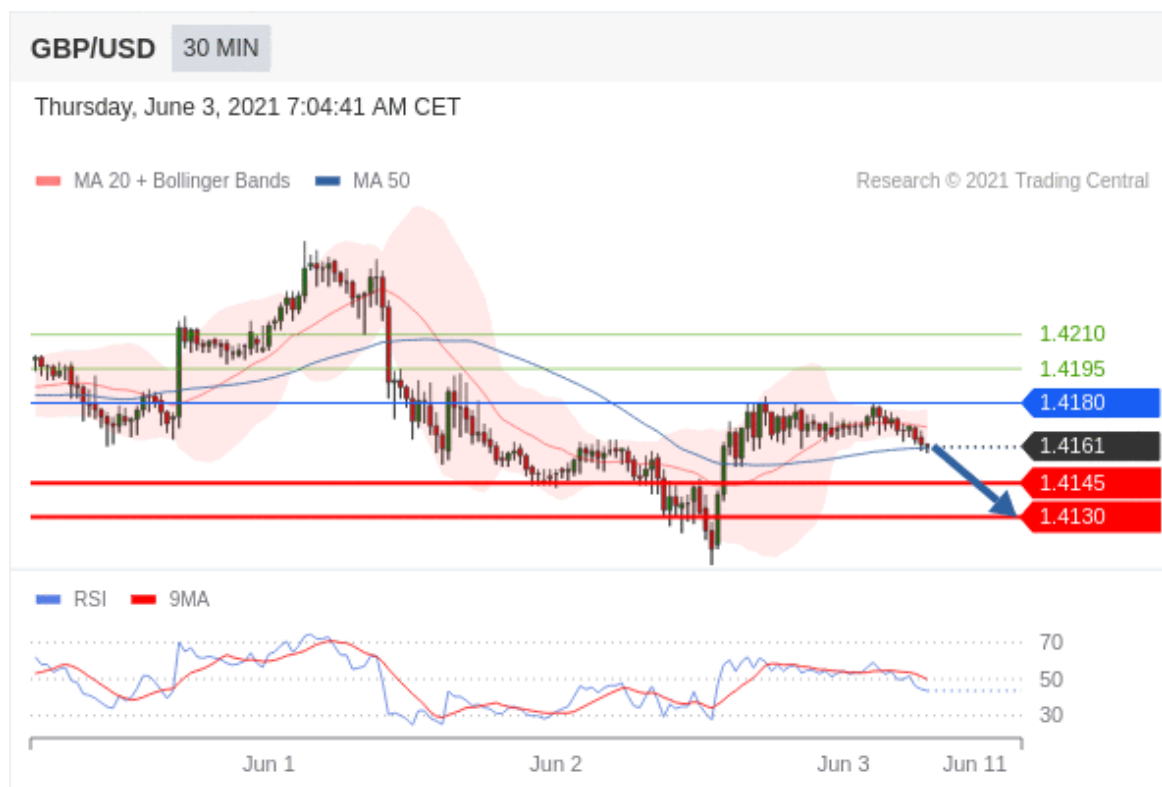 GBP/USD 30 MIN
Thursday, June 3, 2021 7:04:41 AM CET
MA 20 + Bollinger Bands MA 50 Research © 2021 Trading Central
1.4210
1.4195
1.4180
1.4161
1.4145
1.4130
RSI 9MA
70
50
30
Jun 1 Jun 2 Jun 3 Jun 11